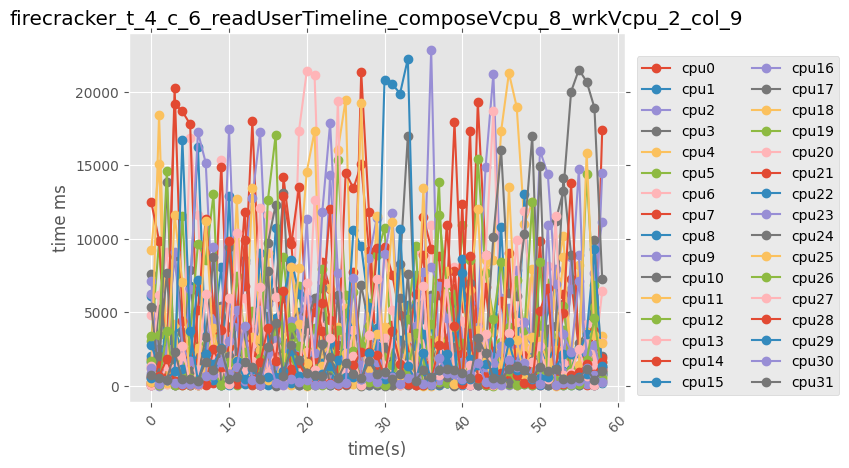 firecracker_t_4_c_6_readUserTimeline_composeVcpu_8_wrkVcpu_2_col_9
time ms
20000
15000
10000
5000
0
0
10
20
30
40
50
60
time(s)
cpu0
cpu1
cpu2
cpu3
cpu4
cpu5
cpu6
cpu7
cpu8
cpu9
cpu10
cpu11
cpu12
cpu13
cpu14
cpu15
cpu16
cpu17
cpu18
cpu19
cpu20
cpu21
cpu22
cpu23
cpu24
cpu25
cpu26
cpu27
cpu28
cpu29
cpu30
cpu31